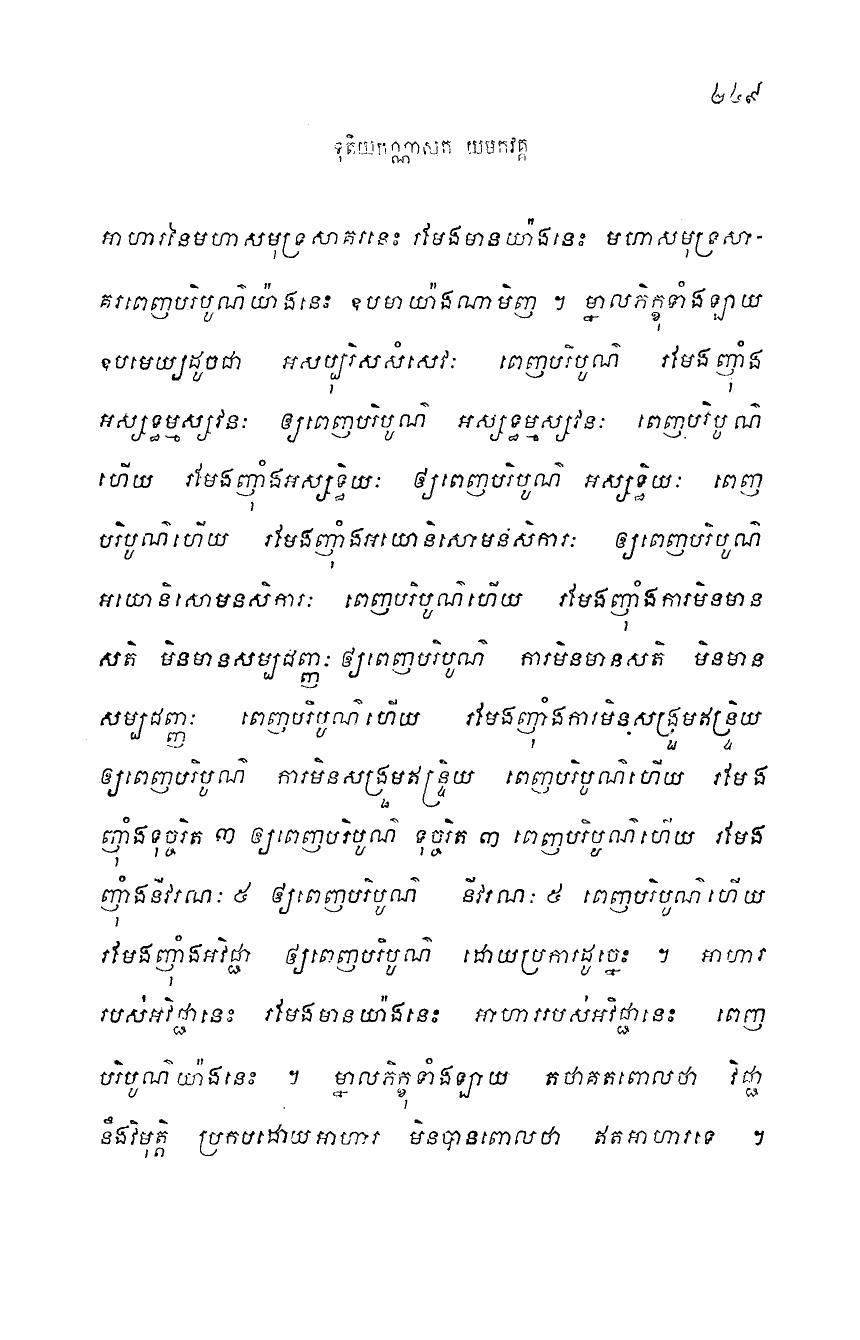 ២៤៩
ទុតិយបណ្ណាសក យមកវគ្គ
អាហារនៃមហាសមុទ្រសាគរនេះ រមែងមានយ៉ាងនេះ មហាសមុទ្រសា-
គរពេញបរិបូណ៌យ៉ាងនេះ ឧបមាយ៉ាងណាមិញ ។ ម្នាលភិក្ខុទាំងឡាយ
ឧបមេយ្យដូចជា អសប្បុរិសសំសេវៈ ពេញបរិបូណ៌ រមែងញុំាង
អស្សទ្ធម្មស្សវនៈ ឲ្យពេញបរិបូណ៌ អស្សទ្ធម្មស្សវនៈ ពេញបរិបូណ៌
ហើយ រមែងញុំាងអស្សទ្ធិយៈ ឲ្យពេញបរិបូណ៌ អស្សទ្ធិយៈ ពេញ
បរិបូណ៌ហើយ រមែងញុំាងអយោនិសោមនសិការៈ ឲ្យពេញបរិបូណ៌
អយោនិសោមនសិការៈ ពេញបរិបូណ៌ហើយ រមែងញុំាងការមិនមាន
សតិ មិនមានសម្បជញ្ញៈ ឲ្យពេញបរិបូណ៌ ការមិនមានសតិ មិនមាន
សម្បជញ្ញៈ ពេញបរិបូណ៌ហើយ រមែងញុំាងការមិនសង្រួមឥន្ទ្រិយ
ឲ្យពេញបរិបូណ៌ ការមិនសង្រួមឥន្ទ្រិយ ពេញបរិបូណ៌ហើយ រមែង
ញុំាងទុច្ចរិត ៣ ឲ្យពេញបរិបូណ៌ ទុច្ចរិត ៣ ពេញបរិបូណ៌ហើយ រមែង
ញុំាងនីវរណៈ ៥ ឲ្យពេញបរិបូណ៌ នីវរណៈ ៥ ពេញបរិបូណ៌ហើយ
រមែងញុំាងអវិជ្ជា ឲ្យពេញបរិបូណ៌ ដោយប្រការដូច្នេះ ។ អាហារ
របស់អវិជ្ជានេះ រមែងមានយ៉ាងនេះ អាហាររបស់អវិជ្ជានេះ ពេញ
បរិបូណ៌យ៉ាងនេះ ។ ម្នាលភិក្ខុទាំងឡាយ តថាគតពោលថា វិជ្ជា
នឹងវិមុត្តិ ប្រកបដោយអាហារ មិនបានពោលថា ឥតអាហារទេ ។